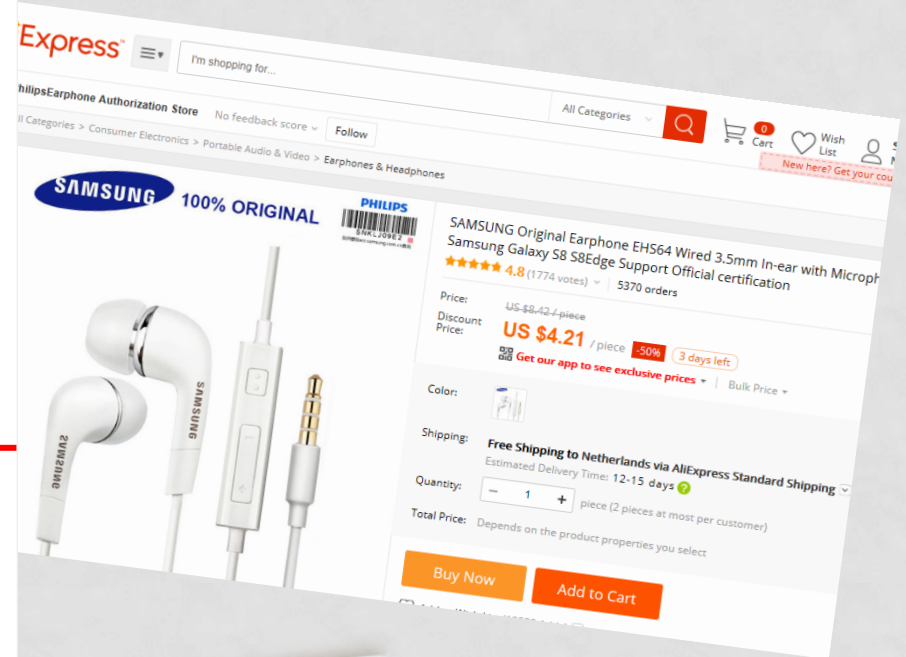 Express™
I'm shopping for...
All Categories
0
Cart
Wish
List
New here? Get your cou
hilipsEarphone Authorization Store No feedback score Follow
ll Categories > Consumer Electronics > Portable Audio & Video > Earphones & Headphones
SAMSUNG 100% ORIGINAL
PHILIPS
SNKLJ09E2
SAMSUNG
SAMSUNG
SAMSUNG Original Earphone EHS64 Wired 3.5mm In-ear with Microph
Samsung Galaxy S8 S8Edge Support Official certification
4.8 (1774 votes) 5370 orders
Price: US $8.42 / piece
Discount
Price: US $4.21 / piece -50% 3 days left
Get our app to see exclusive prices Bulk Price
Color:
Shipping: Free Shipping to Netherlands via AliExpress Standard Shipping
Estimated Delivery Time: 12-15 days ?
Quantity: − 1 + piece (2 pieces at most per customer)
Total Price: Depends on the product properties you select
Buy Now Add to Cart